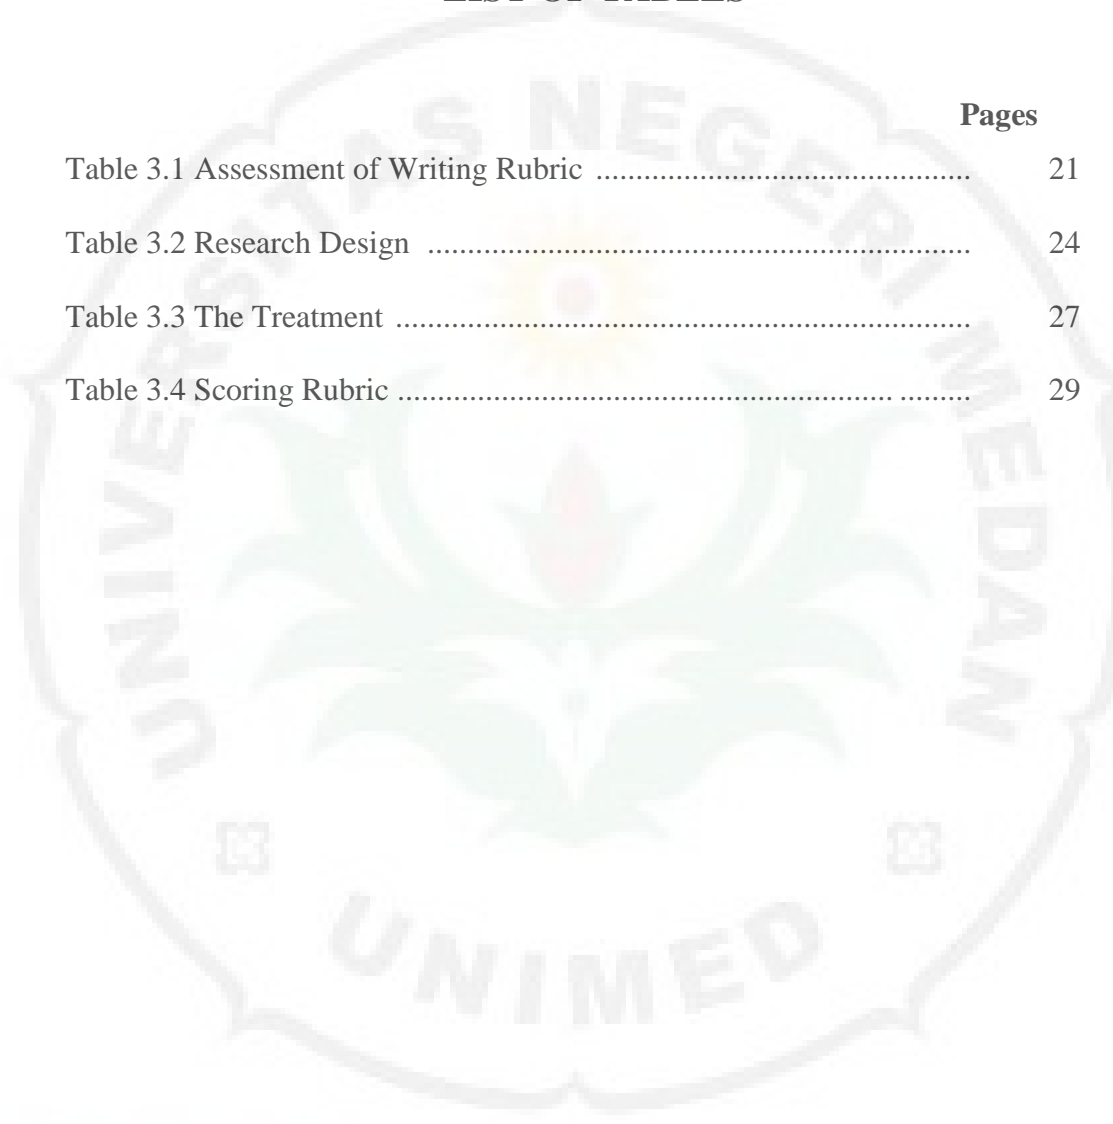 LIST OF TABLES
Pages
Table 3.1 Assessment of Writing Rubric ............................................... 21
Table 3.2 Research Design .................................................................... 24
Table 3.3 The Treatment ........................................................................ 27
Table 3.4 Scoring Rubric .............................................................. ......... 29
UNIVERSITAS NEGERI MEDAN
UNIMED